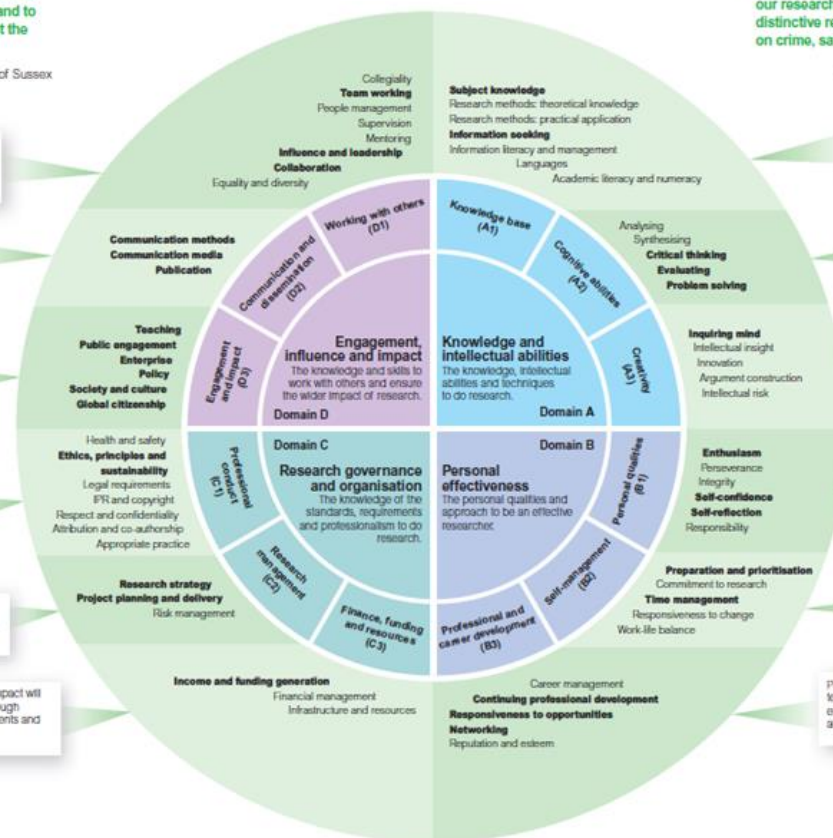 and to
t the
of Sussex
our research
distinctive re
on crime, sa
Collegiality
Team working
People management
Supervision
Mentoring
Influence and leadership
Collaboration
Equality and diversity
Subject knowledge
Research methods: theoretical knowledge
Research methods: practical application
Information seeking
Information literacy and management
Languages
Academic literacy and numeracy
Communication methods
Communication media
Publication
Analysing
Synthesising
Critical thinking
Evaluating
Problem solving
Teaching
Public engagement
Enterprise
Policy
Society and culture
Global citizenship
Inquiring mind
Intellectual insight
Innovation
Argument construction
Intellectual risk
Health and safety
Ethics, principles and
sustainability
Legal requirements
IPR and copyright
Respect and confidentiality
Attribution and co-authorship
Appropriate practice
Enthusiasm
Perseverance
Integrity
Self-confidence
Self-reflection
Responsibility
Research strategy
Project planning and delivery
Risk management
Preparation and prioritisation
Commitment to research
Time management
Responsiveness to change
Work-life balance
Income and funding generation
Financial management
Infrastructure and resources
Career management
Continuing professional development
Responsiveness to opportunities
Networking
Reputation and esteem
Working with others
(D1)
Communication and
dissemination
(D2)
Engagement
and impact
(D3)
Knowledge base
(A1)
Cognitive abilities
(A2)
Creativity
(A3)
Engagement,
influence and impact
The knowledge and skills to
work with others and ensure
the wider impact of research.
Domain D
Knowledge and
intellectual abilities
The knowledge, intellectual
abilities and techniques
to do research.
Domain A
Domain C
Research governance
and organisation
The knowledge of the
standards, requirements
and professionalism to do
research.
Domain B
Personal
effectiveness
The personal qualities and
approach to be an effective
researcher.
Professional
conduct
(C1)
Research
management
(C2)
Finance, funding
and resources
(C3)
Personal qualities
(B1)
Self-management
(B2)
Professional and
career development
(B3)
pact will
ugh
ents and
P
to
e
a